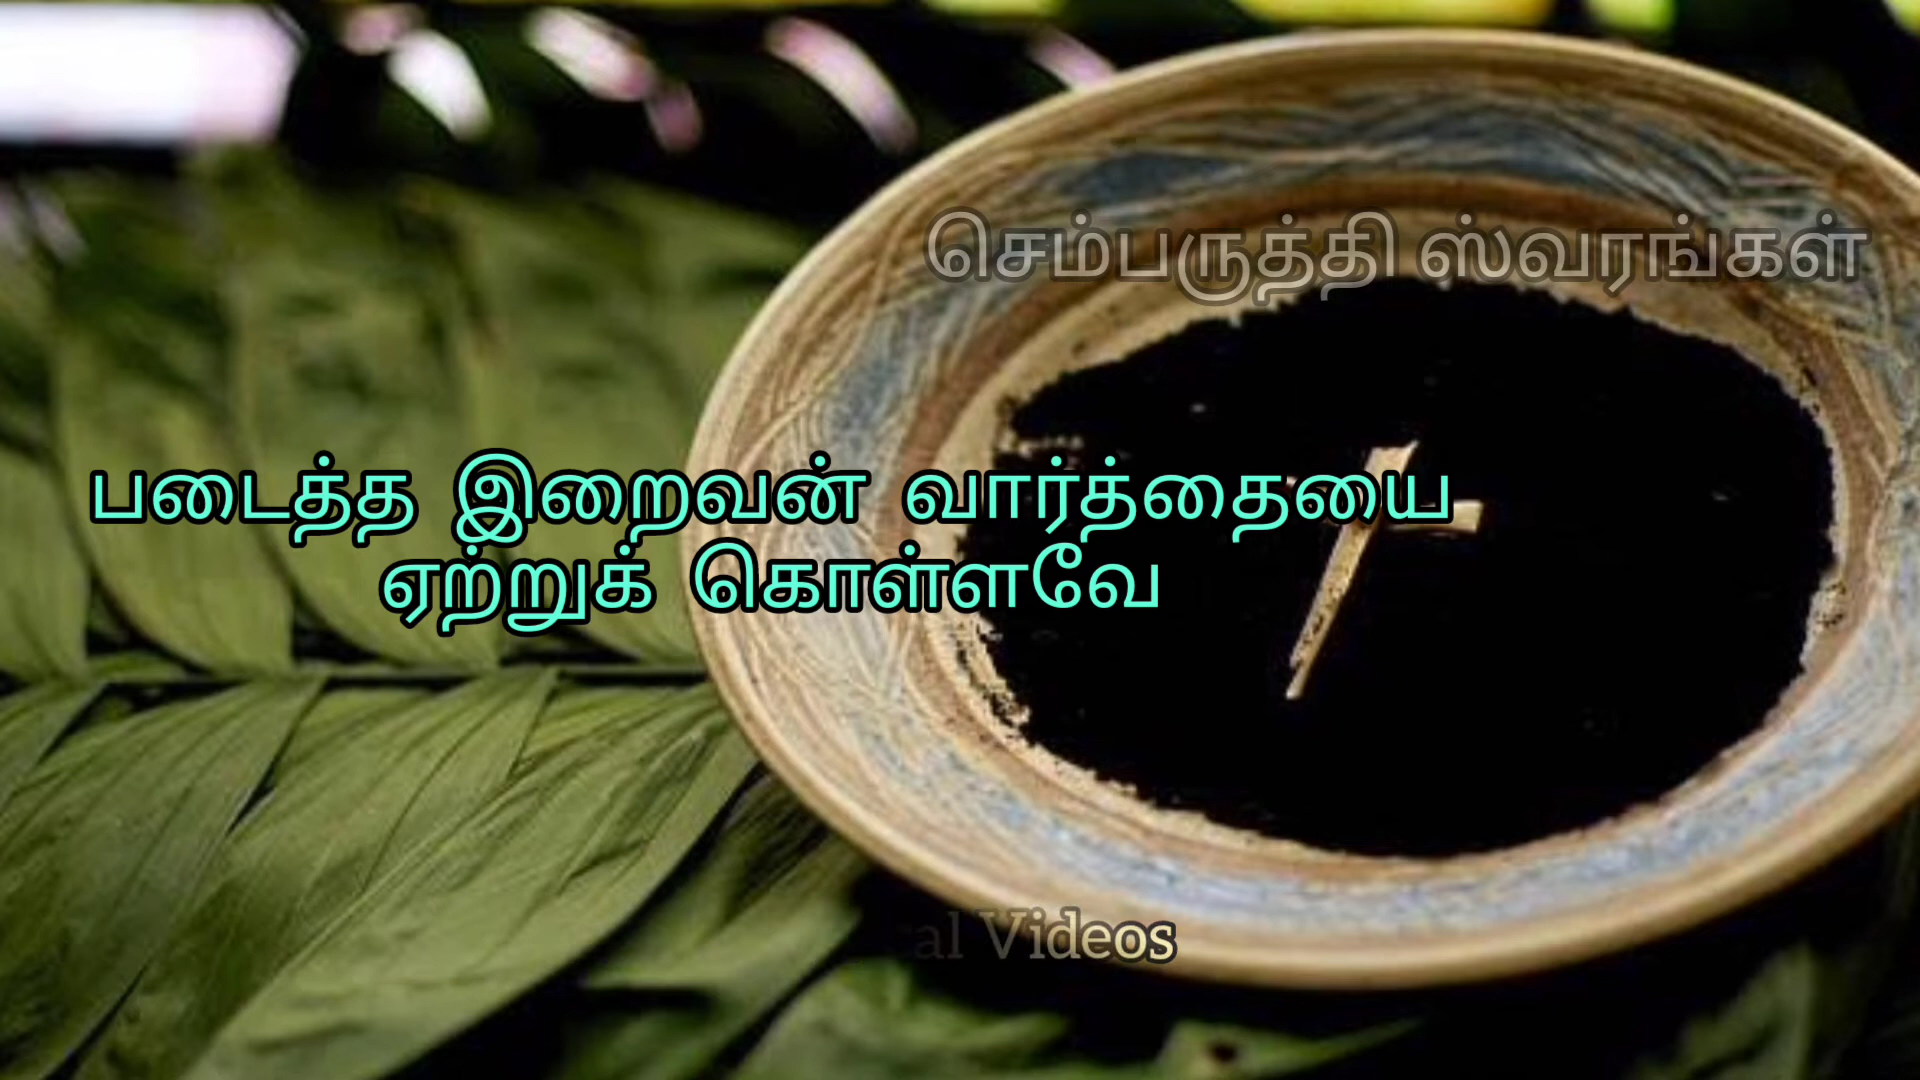 செம்பருத்தி ஸ்வரங்கள்
படைத்த இறைவன் வார்த்தையை
ஏற்றுக் கொள்ளவே
Videos